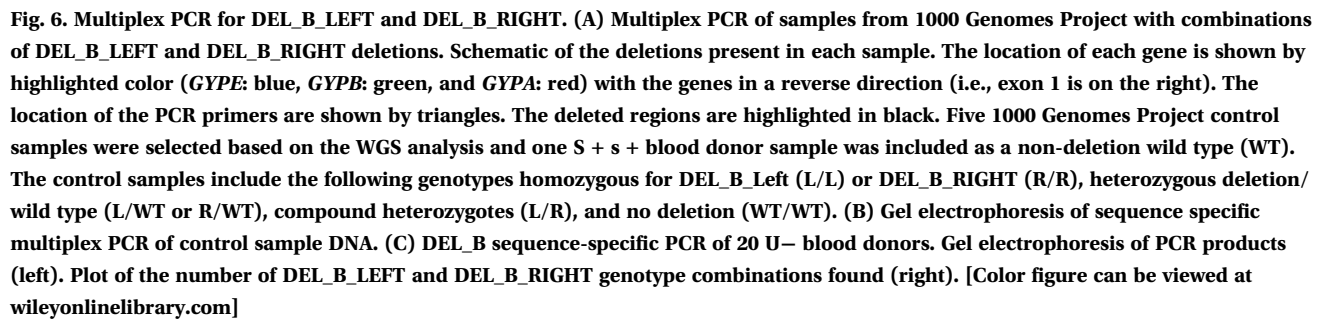 Fig. 6. Multiplex PCR for DEL_B_LEFT and DEL_B_RIGHT. (A) Multiplex PCR of samples from 1000 Genomes Project with combinations
of DEL_B_LEFT and DEL_B_RIGHT deletions. Schematic of the deletions present in each sample. The location of each gene is shown by
highlighted color (GYPE: blue, GYPB: green, and GYPA: red) with the genes in a reverse direction (i.e., exon 1 is on the right). The
location of the PCR primers are shown by triangles. The deleted regions are highlighted in black. Five 1000 Genomes Project control
samples were selected based on the WGS analysis and one S + s + blood donor sample was included as a non-deletion wild type (WT).
The control samples include the following genotypes homozygous for DEL_B_Left (L/L) or DEL_B_RIGHT (R/R), heterozygous deletion/
wild type (L/WT or R/WT), compound heterozygotes (L/R), and no deletion (WT/WT). (B) Gel electrophoresis of sequence specific
multiplex PCR of control sample DNA. (C) DEL_B sequence-specific PCR of 20 U− blood donors. Gel electrophoresis of PCR products
(left). Plot of the number of DEL_B_LEFT and DEL_B_RIGHT genotype combinations found (right). [Color figure can be viewed at
wileyonlinelibrary.com]